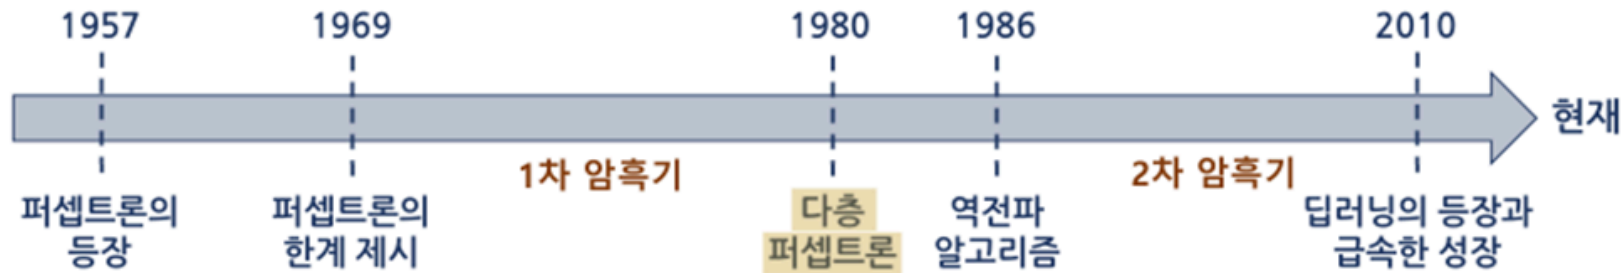 1957
1969
1980
1986
2010
현재
1차 암흑기
2차 암흑기
퍼셉트론의
등장
퍼셉트론의
한계 제시
다층
퍼셉트론
역전파
알고리즘
딥러닝의 등장과
급속한 성장